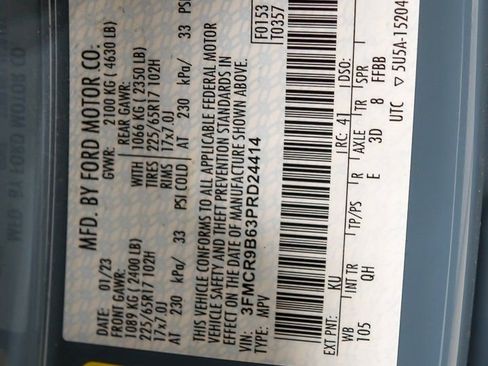 MFD. BY FORD MOTOR CO.
DATE: 01/23 GVWR: 2100 KG ( 4630 LB)
FRONT GAWR: REAR GAWR:
1089 KG ( 2400 LB) WITH 1066 KG ( 2350 LB)
225/65R17 102H TIRES 225/65R17 102H
17x7.0J RIMS 17x7.0J
AT 230 kPa/ 33 PSI COLD AT 230 kPa/ 33 PSI
THIS VEHICLE CONFORMS TO ALL APPLICABLE FEDERAL MOTOR
VEHICLE SAFETY AND THEFT PREVENTION STANDARDS IN
EFFECT ON THE DATE OF MANUFACTURE SHOWN ABOVE.
VIN: 3FMCR9B63PRD24414
TYPE: MPV
F0153
T0357
EXT PNT: KU RC: 41 DSO:
WB INT TR TP/PS R AXLE TR SPR
105 QH E 3D 8 FFBB
UTC ▽ 5U5A-15204